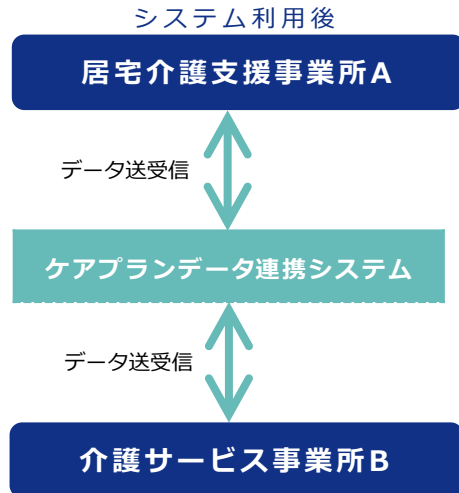 システム利用後
居宅介護支援事業所A
データ送受信
ケアプランデータ連携システム
データ送受信
介護サービス事業所B